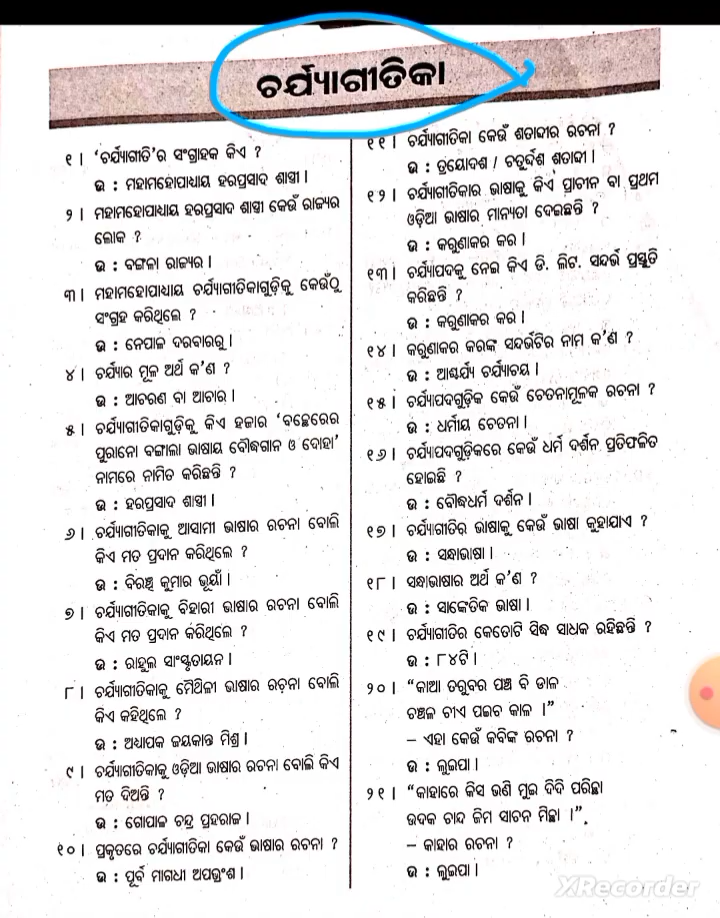 ଚର୍ଯ୍ୟାଗୀତିକା
୧। ‘ଚର୍ଯ୍ୟାଗୀତି’ର ସଂଗ୍ରାହକ କିଏ ?
ଉ : ମହାମହୋପାଧ୍ୟାୟ ହରପ୍ରସାଦ ଶାସ୍ତ୍ରୀ।
୨। ମହାମହୋପାଧ୍ୟାୟ ହରପ୍ରସାଦ ଶାସ୍ତ୍ରୀ କେଉଁ ରାଜ୍ୟର
ଲୋକ ?
ଉ : ବଙ୍ଗଳା ରାଜ୍ୟର।
୩। ମହାମହୋପାଧ୍ୟାୟ ଚର୍ଯ୍ୟାଗୀତିକାଗୁଡ଼ିକୁ କେଉଁଠୁ
ସଂଗ୍ରହ କରିଥିଲେ ?
ଉ : ନେପାଳ ଦରବାରରୁ।
୪। ଚର୍ଯ୍ୟାର ମୂଳ ଅର୍ଥ କ’ଣ ?
ଉ : ଆଚରଣ ବା ଆଚାର।
୫। ଚର୍ଯ୍ୟାଗୀତିକାଗୁଡ଼ିକୁ କିଏ ହଜାର ‘ବଚ୍ଛେରେର
ପୁରାନୋ ବଙ୍ଗାଲା ଭାଷାୟ ବୌଦ୍ଧଗାନ ଓ ଦୋହା’
ନାମରେ ନାମିତ କରିଛନ୍ତି ?
ଉ : ହରପ୍ରସାଦ ଶାସ୍ତ୍ରୀ।
୬। ଚର୍ଯ୍ୟାଗୀତିକାକୁ ଆସାମୀ ଭାଷାର ରଚନା ବୋଲି
କିଏ ମତ ପ୍ରଦାନ କରିଥିଲେ ?
ଉ : ବିରଞ୍ଚ କୁମାର ଭୂୟାଁ।
୭। ଚର୍ଯ୍ୟାଗୀତିକାକୁ ବିହାରୀ ଭାଷାର ରଚନା ବୋଲି
କିଏ ମତ ପ୍ରଦାନ କରିଥିଲେ ?
ଉ : ରାହୁଲ ସାଂସ୍କୃତାୟନ।
୮। ଚର୍ଯ୍ୟାଗୀତିକାକୁ ମୈଥିଳୀ ଭାଷାର ରଚନା ବୋଲି
କିଏ କହିଥିଲେ ?
ଉ : ଅଧ୍ୟାପକ ଜୟକାନ୍ତ ମିଶ୍ର।
୯। ଚର୍ଯ୍ୟାଗୀତିକାକୁ ଓଡ଼ିଆ ଭାଷାର ରଚନା ବୋଲି କିଏ
ମତ ଦିଅନ୍ତି ?
ଉ : ଗୋପାଳ ଚନ୍ଦ୍ର ପ୍ରହରାଜ।
୧୦। ପ୍ରକୃତରେ ଚର୍ଯ୍ୟାଗୀତିକା କେଉଁ ଭାଷାର ରଚନା ?
ଉ : ପୂର୍ବ ମାଗଧୀ ଅପଭ୍ରଂଶ।
୧୧। ଚର୍ଯ୍ୟାଗୀତିକା କେଉଁ ଶତାବ୍ଦୀର ରଚନା ?
ଉ : ତ୍ରୟୋଦଶ / ଚତୁର୍ଦ୍ଦଶ ଶତାବ୍ଦୀ।
୧୨। ଚର୍ଯ୍ୟାଗୀତିକାର ଭାଷାକୁ କିଏ ପ୍ରାଚୀନ ବା ପ୍ରଥମ
ଓଡ଼ିଆ ଭାଷାର ମାନ୍ୟତା ଦେଇଛନ୍ତି ?
ଉ : କରୁଣାକର କର।
୧୩। ଚର୍ଯ୍ୟାପଦକୁ ନେଇ କିଏ ଡି. ଲିଟ. ସନ୍ଦର୍ଭ ପ୍ରସ୍ତୁତି
କରିଛନ୍ତି ?
ଉ : କରୁଣାକର କର।
୧୪। କରୁଣାକର କରଙ୍କ ସନ୍ଦର୍ଭଟିର ନାମ କ’ଣ ?
ଉ : ଆଶ୍ଚର୍ଯ୍ୟ ଚର୍ଯ୍ୟାଚୟ।
୧୫। ଚର୍ଯ୍ୟାପଦଗୁଡ଼ିକ କେଉଁ ଚେତନାମୂଳକ ରଚନା ?
ଉ : ଧର୍ମୀୟ ଚେତନା।
୧୬। ଚର୍ଯ୍ୟାପଦଗୁଡ଼ିକରେ କେଉଁ ଧର୍ମ ଦର୍ଶନ ପ୍ରତିଫଳିତ
ହୋଇଛି ?
ଉ : ବୌଦ୍ଧଧର୍ମ ଦର୍ଶନ।
୧୭। ଚର୍ଯ୍ୟାଗୀତିର ଭାଷାକୁ କେଉଁ ଭାଷା କୁହାଯାଏ ?
ଉ : ସନ୍ଧାଭାଷା।
୧୮। ସନ୍ଧାଭାଷାର ଅର୍ଥ କ’ଣ ?
ଉ : ସାଙ୍କେତିକ ଭାଷା।
୧୯। ଚର୍ଯ୍ୟାଗୀତିର କେତୋଟି ସିଦ୍ଧ ସାଧକ ରହିଛନ୍ତି ?
ଉ : ୮୪ଟି।
୨୦। “କାଆ ତରୁବର ପଞ୍ଚ ବି ଡାଳ
ଚଞ୍ଚଳ ଚୀଏ ପଇଚ କାଳ ।”
– ଏହା କେଉଁ କବିଙ୍କ ରଚନା ?
ଉ : ଲୁଇପା।
୨୧। “କାହାରେ କିସ ଭଣି ମୁଇ ଦିଦି ପରିଛା
ଉଦକ ଚାନ୍ଦ ଜିମ ସାଚନ ମିଛା ।”
– କାହାର ରଚନା ?
ଉ : ଲୁଇପା।
XRecorder